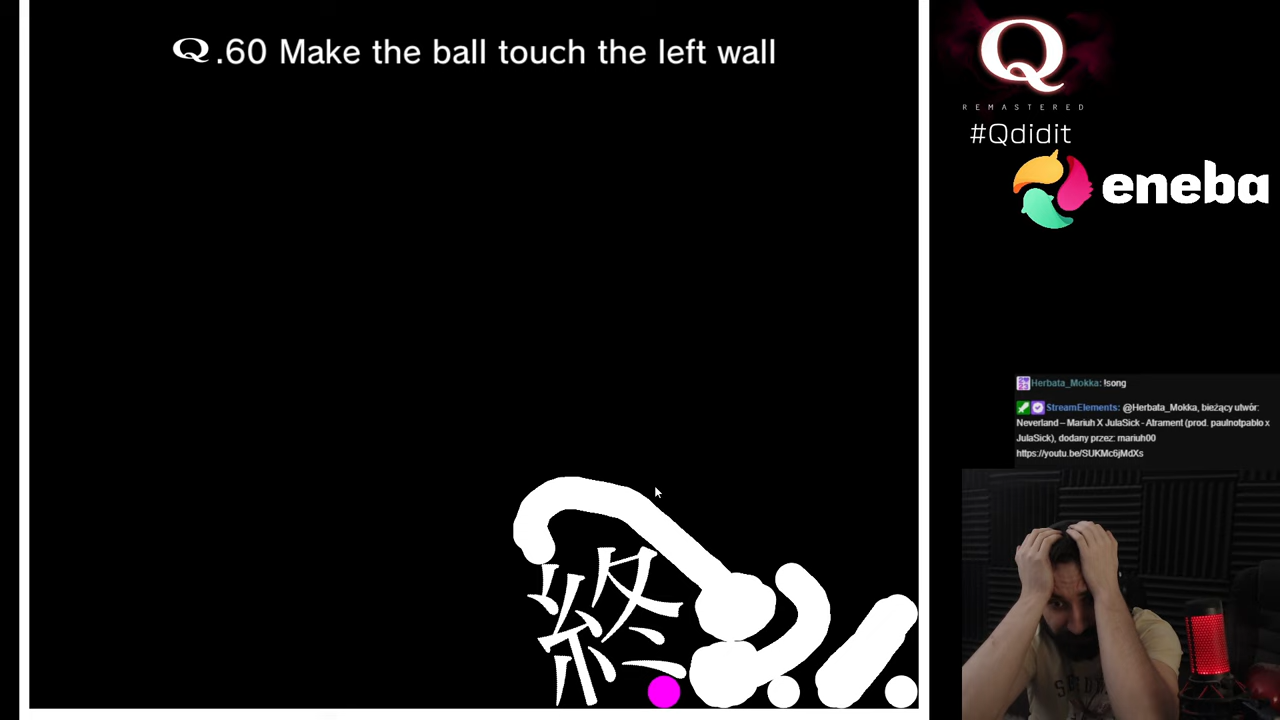 Q.60 Make the ball touch the left wall
Q
REMASTERED
#Qdidit
eneba
Herbata_Mokka: !song
StreamElements: @Herbata_Mokka, bieżący utwór:
Neverland – Mariuh X JulaSick - Atrament (prod. paulnotpablo x
JulaSick), dodany przez: mariuh00
https://youtu.be/SUKMc6jMdXs
終